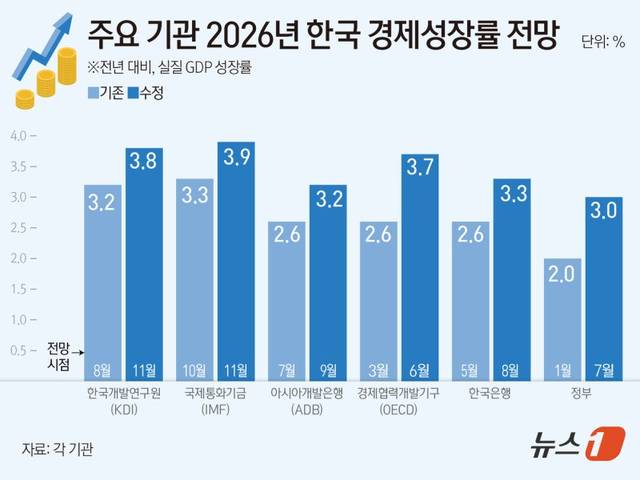 주요 기관 2026년 한국 경제성장률 전망
단위: %
※전년 대비, 실질 GDP 성장률
기존 수정
4.0
3.5
3.0
2.5
2.0
1.5
1.0
0.5
전망
시점
3.2 3.8
3.3 3.9
2.6 3.2
2.6 3.7
2.6 3.3
2.0 3.0
8월 11월
10월 11월
7월 9월
3월 6월
5월 8월
1월 7월
한국개발연구원
(KDI)
국제통화기금
(IMF)
아시아개발은행
(ADB)
경제협력개발기구
(OECD)
한국은행
정부
자료: 각 기관
뉴스1